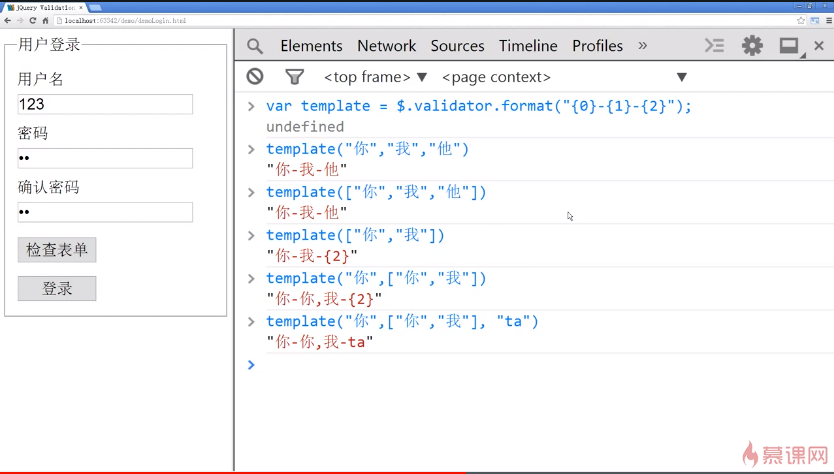 jQuery Validation
localhost:63342/demo/demoLogin.html
用户登录
用户名
123
密码
确认密码
检查表单
登录
Elements Network Sources Timeline Profiles »
<top frame> ▼ <page context> ▼
> var template = $.validator.format("{0}-{1}-{2}");
undefined
> template("你","我","他")
"你-我-他"
> template(["你","我","他"])
"你-我-他"
> template(["你","我"])
"你-我-{2}"
> template("你",["你","我"])
"你-你,我-{2}"
> template("你",["你","我"], "ta")
"你-你,我-ta"
>
慕课网